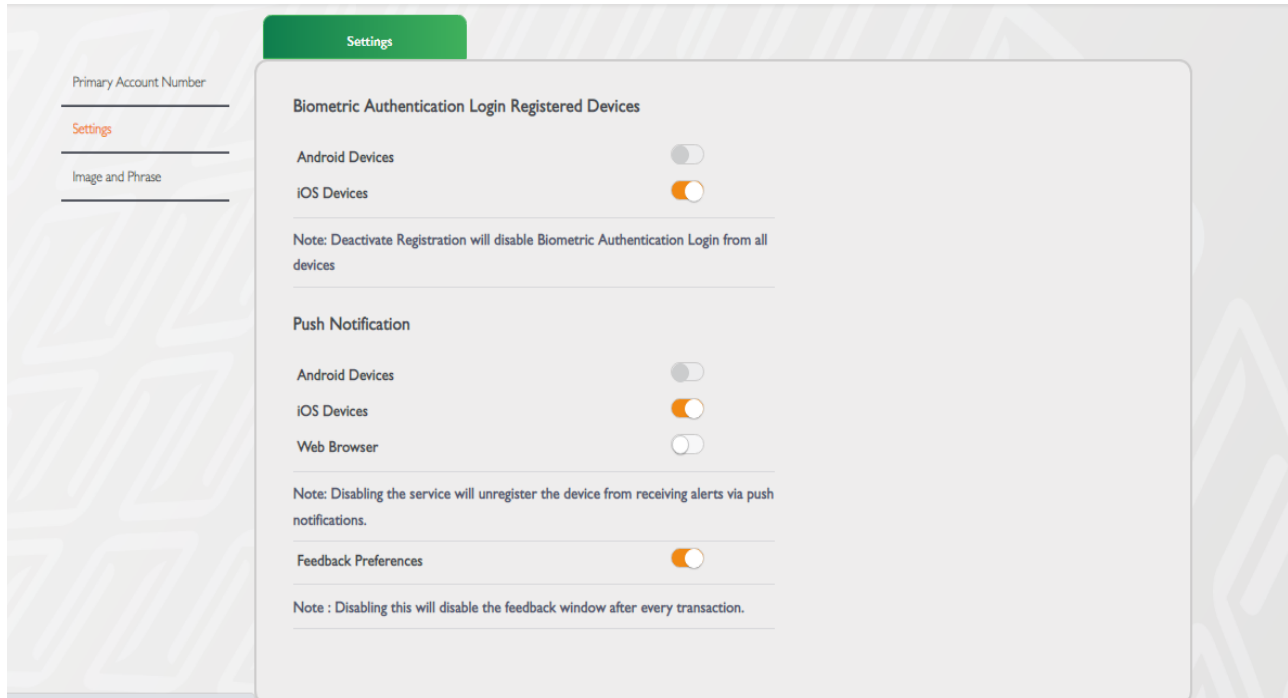 Settings
Primary Account Number
Settings
Image and Phrase
Biometric Authentication Login Registered Devices
Android Devices
iOS Devices
Note: Deactivate Registration will disable Biometric Authentication Login from all
devices
Push Notification
Android Devices
iOS Devices
Web Browser
Note: Disabling the service will unregister the device from receiving alerts via push
notifications.
Feedback Preferences
Note : Disabling this will disable the feedback window after every transaction.